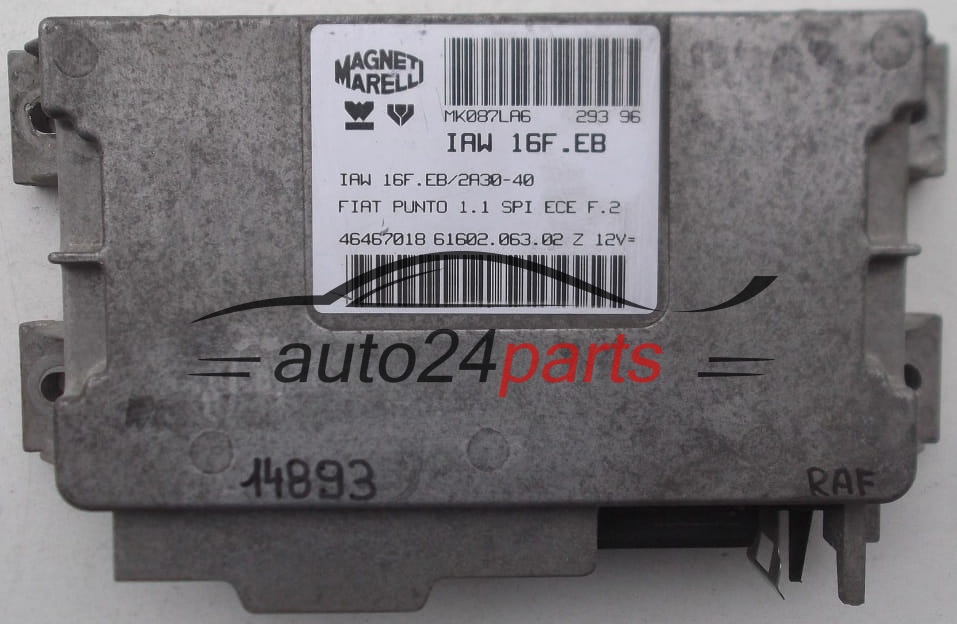 MAGNETI
MARELLI
MK087LA6 293 96
IAW 16F.EB
IAW 16F.EB/2A30-40
FIAT PUNTO 1.1 SPI ECE F.2
46467018 61602.063.02 Z 12V=
auto24parts
14893
RAF